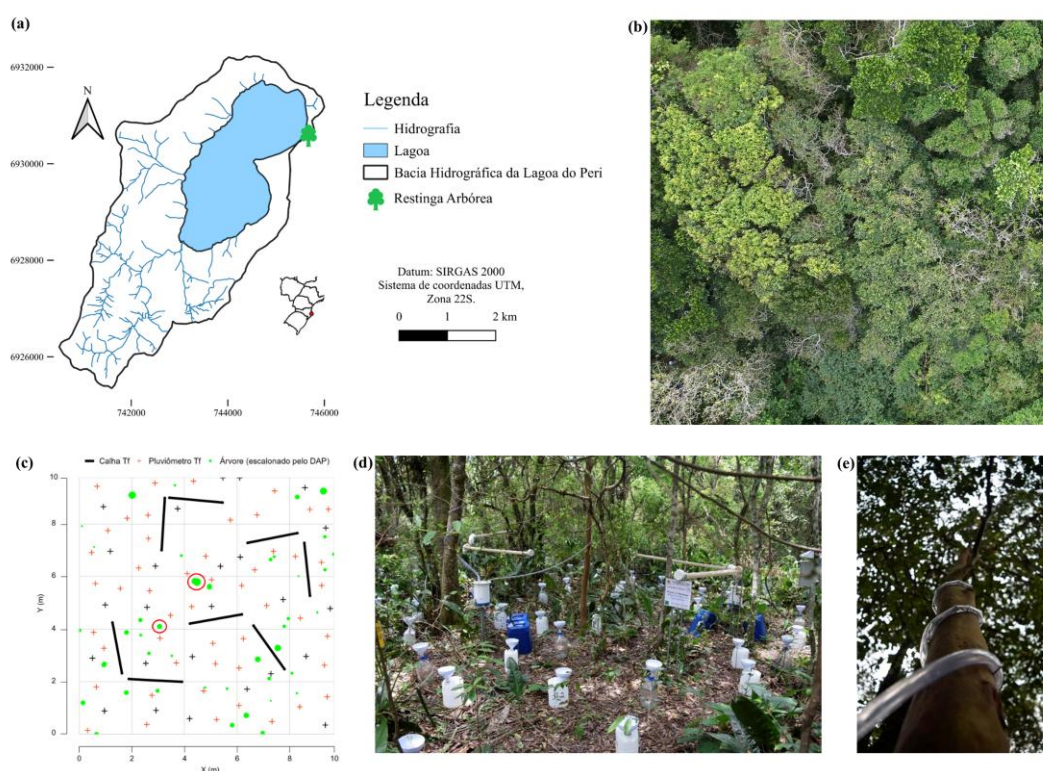 (a)
6932000
6930000
6928000
6926000
742000
744000
746000
N
Legenda
Hidrografia
Lagoa
Bacia Hidrográfica da Lagoa do Peri
Restinga Arbórea
Datum: SIRGAS 2000
Sistema de coordenadas UTM,
Zona 22S.
0 1 2 km
(b)
(c)
Calha Tf
Pluviômetro Tf
Árvore (escalonado pelo DAP)
10
8
6
4
2
0
Y (m)
0 2 4 6 8 10
X (m)
(d)
(e)